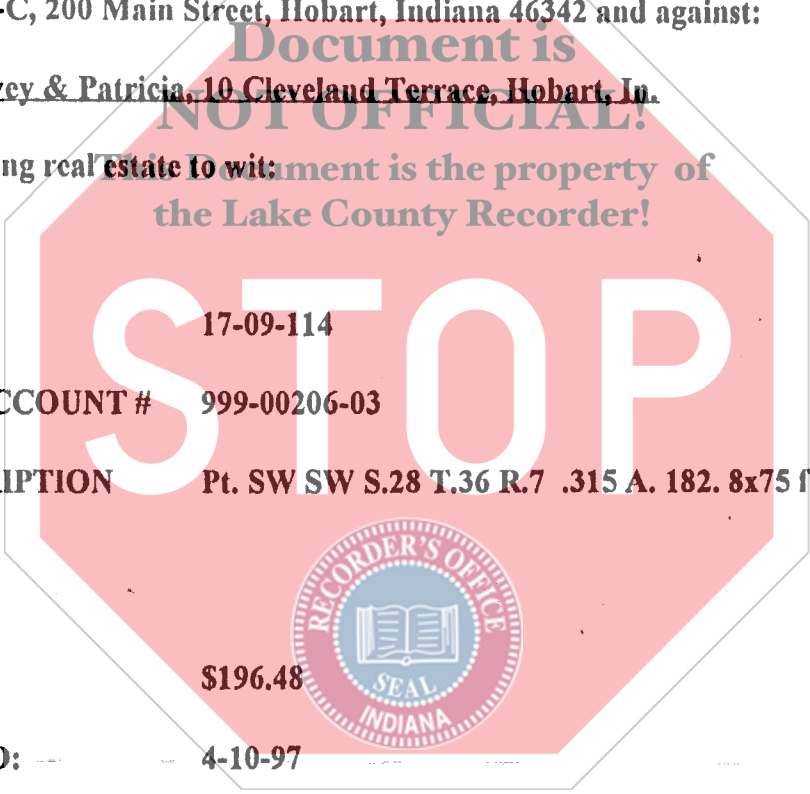 -C, 200 Main Street, Hobart, Indiana 46342 and against:
Document is
ey & Patricia, 10 Cleveland Terrace, Hobart, In.
NOT OFFICIAL!
ng real estate to wit:
This Document is the property of
the Lake County Recorder!
STOP
17-09-114
CCOUNT # 999-00206-03
IPTION Pt. SW SW S.28 T.36 R.7 .315 A. 182. 8x75 f
RECORDER'S OFFICE
SEAL
INDIANA
$196.48
D: 4-10-97